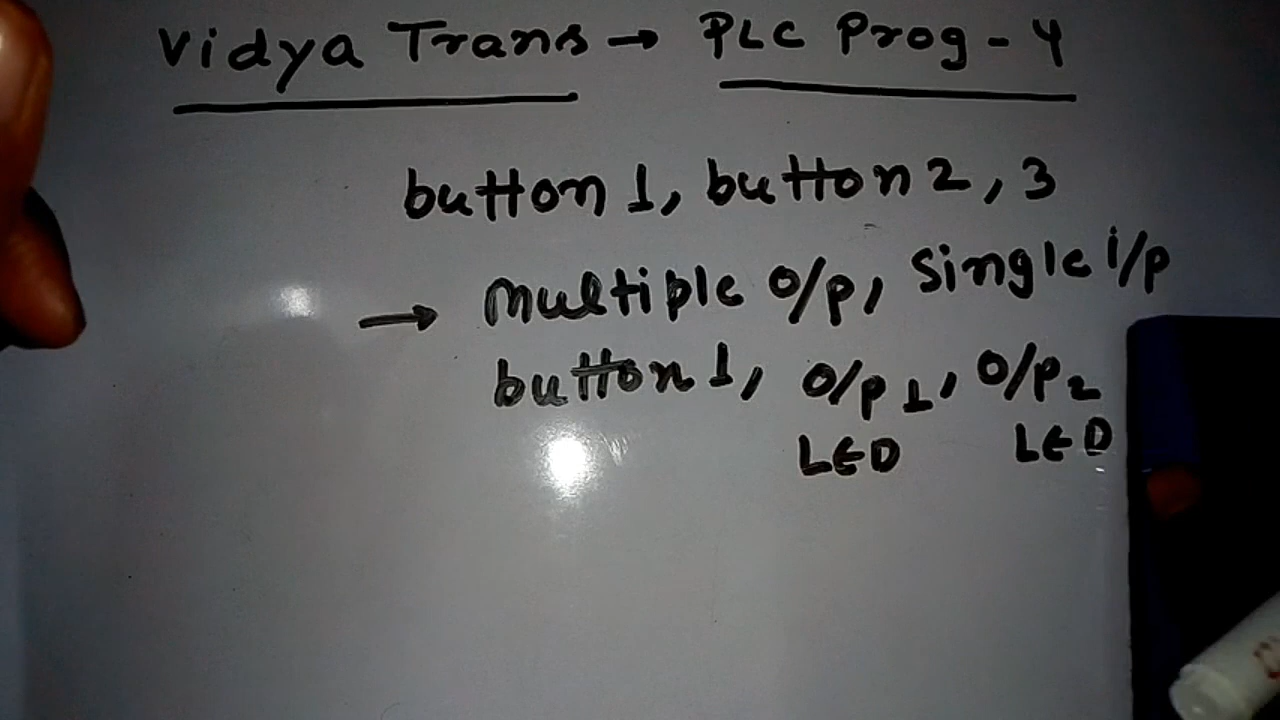 Vidya Trans → PLC Prog - 4
button 1, button 2, 3
→ multiple o/p, single i/p
button 1, o/p 1, o/p 2
LED LED